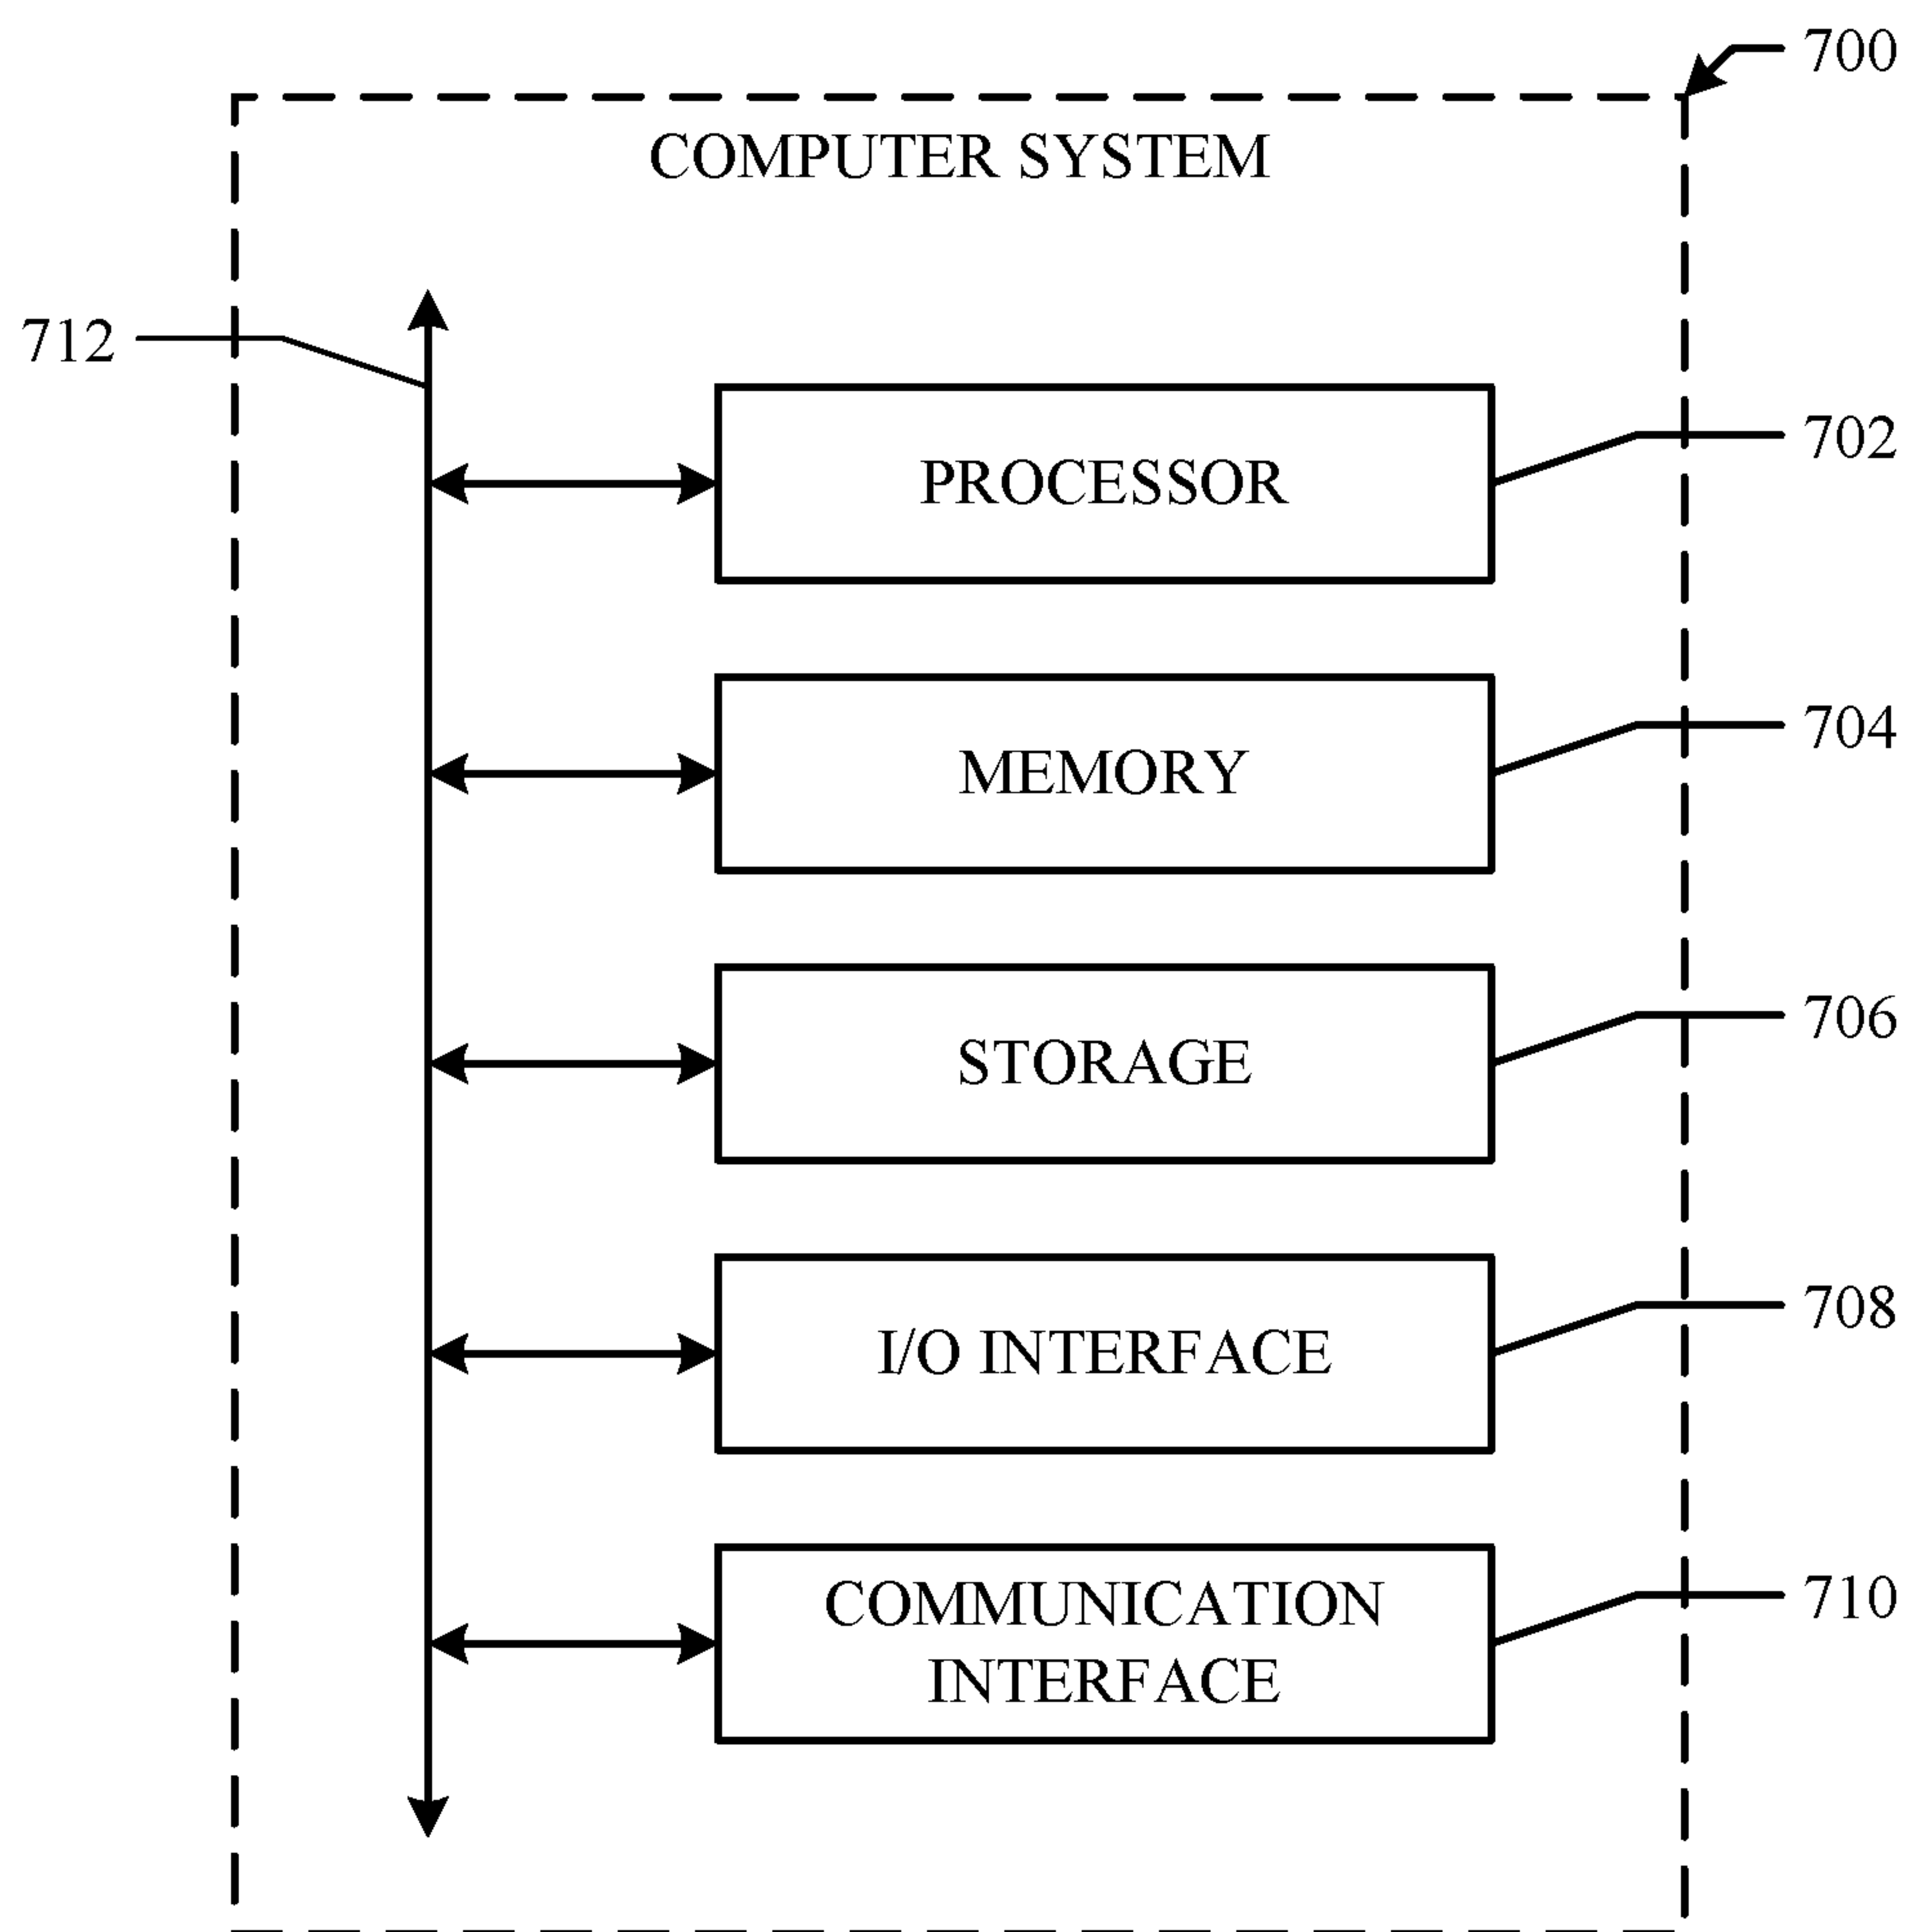 700
COMPUTER SYSTEM
712
PROCESSOR
702
MEMORY
704
STORAGE
706
I/O INTERFACE
708
COMMUNICATION
INTERFACE
710